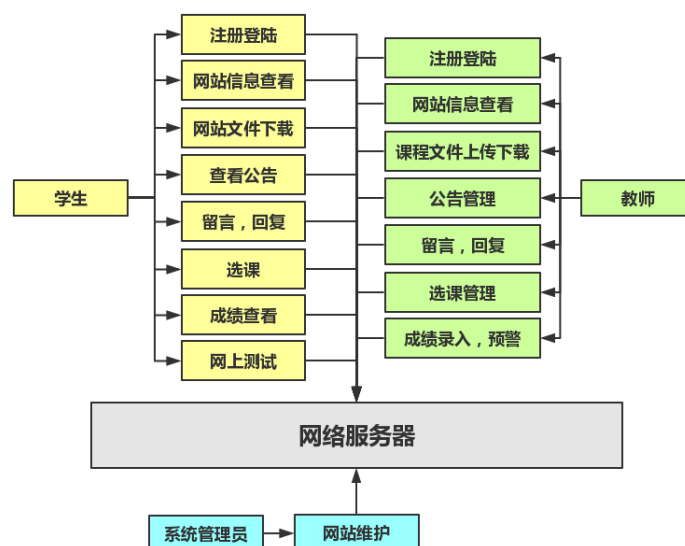 注册登陆
网站信息查看
网站文件下载
查看公告
学生
留言，回复
选课
成绩查看
网上测试
注册登陆
网站信息查看
课程文件上传下载
公告管理
教师
留言，回复
选课管理
成绩录入，预警
网络服务器
系统管理员
网站维护